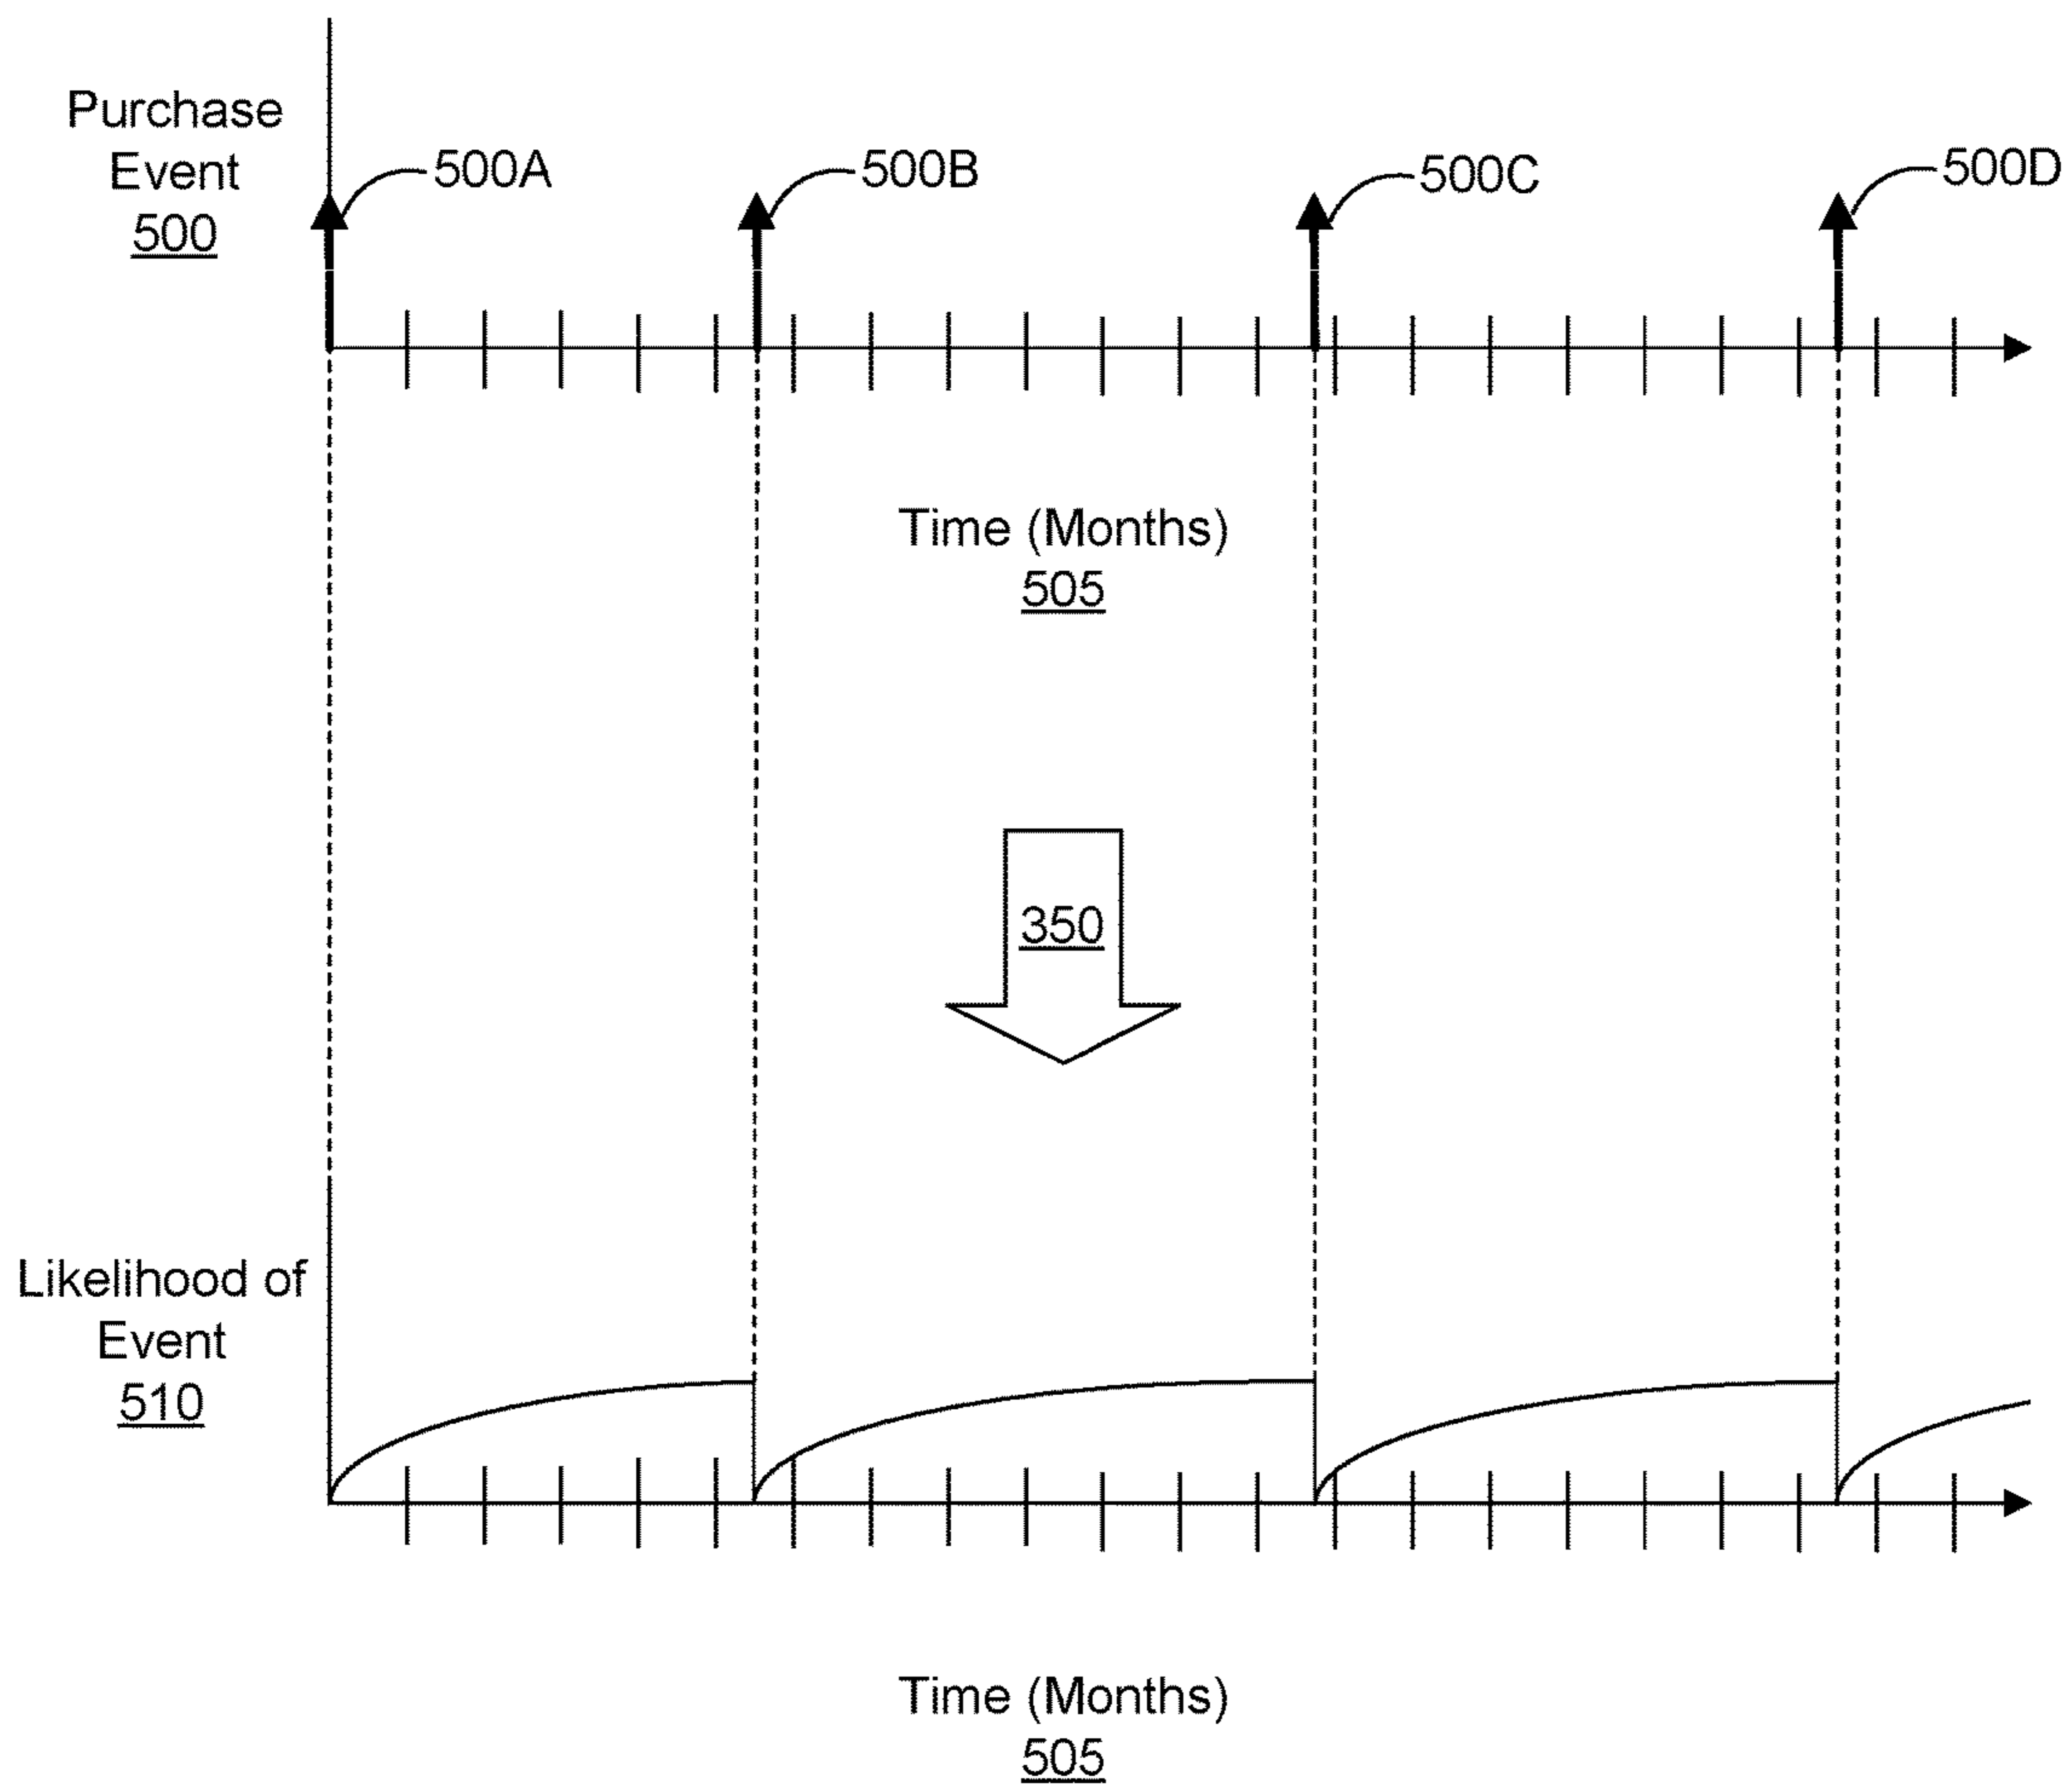 Purchase
Event
500
500A
500B
500C
500D
Time (Months)
505
350
Likelihood of
Event
510
Time (Months)
505